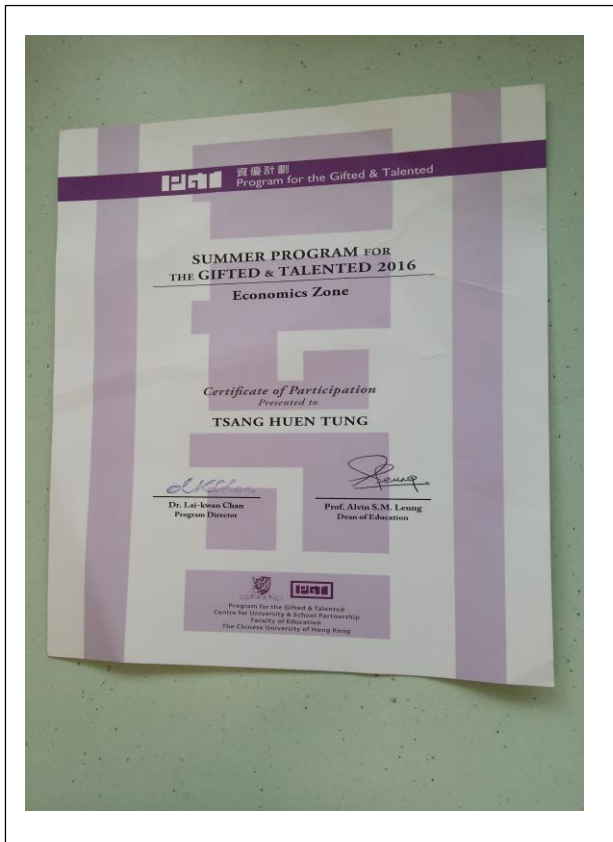 資優計劃
Program for the Gifted & Talented
SUMMER PROGRAM FOR
THE GIFTED & TALENTED 2016
Economics Zone
Certificate of Participation
Presented to
TSANG HUEN TUNG
Dr. Lai-kwan Chan
Program Director
Prof. Alvin S.M. Leung
Dean of Education
Program for the Gifted & Talented
Centre for University & School Partnership
Faculty of Education
The Chinese University of Hong Kong